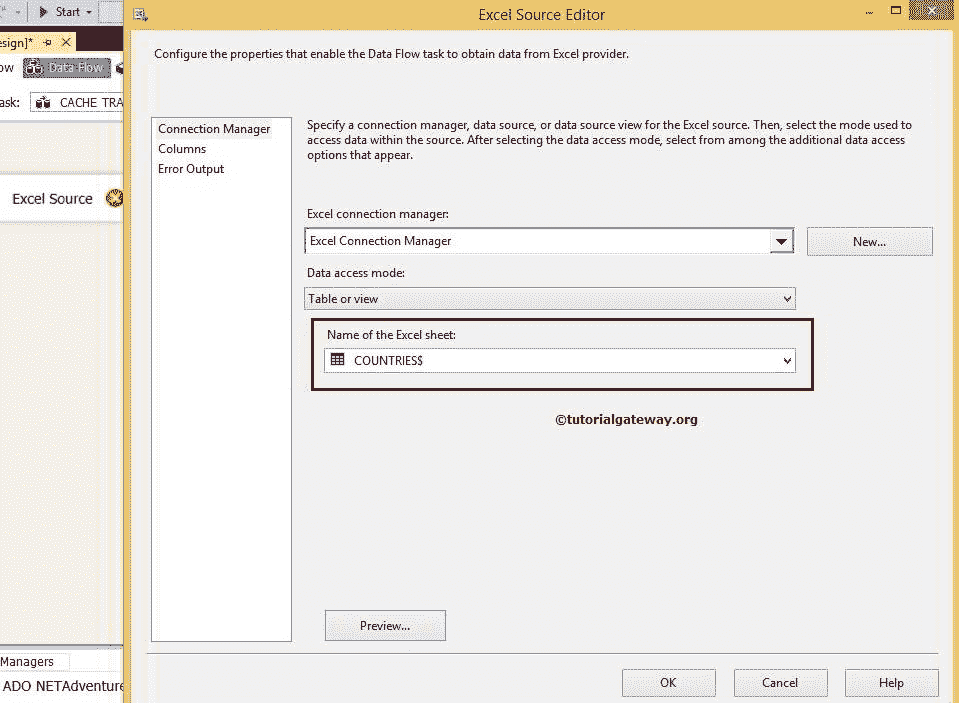 Start
Excel Source Editor
esign]*
ow
Data Flow
Configure the properties that enable the Data Flow task to obtain data from Excel provider.
ask:
CACHE TRA
Connection Manager
Columns
Error Output
Specify a connection manager, data source, or data source view for the Excel source. Then, select the mode used to
access data within the source. After selecting the data access mode, select from among the additional data access
options that appear.
Excel Source
Excel connection manager:
Excel Connection Manager
New...
Data access mode:
Table or view
Name of the Excel sheet:
COUNTRIES$
©tutorialgateway.org
Preview...
Managers
ADO NETAdventure
OK
Cancel
Help